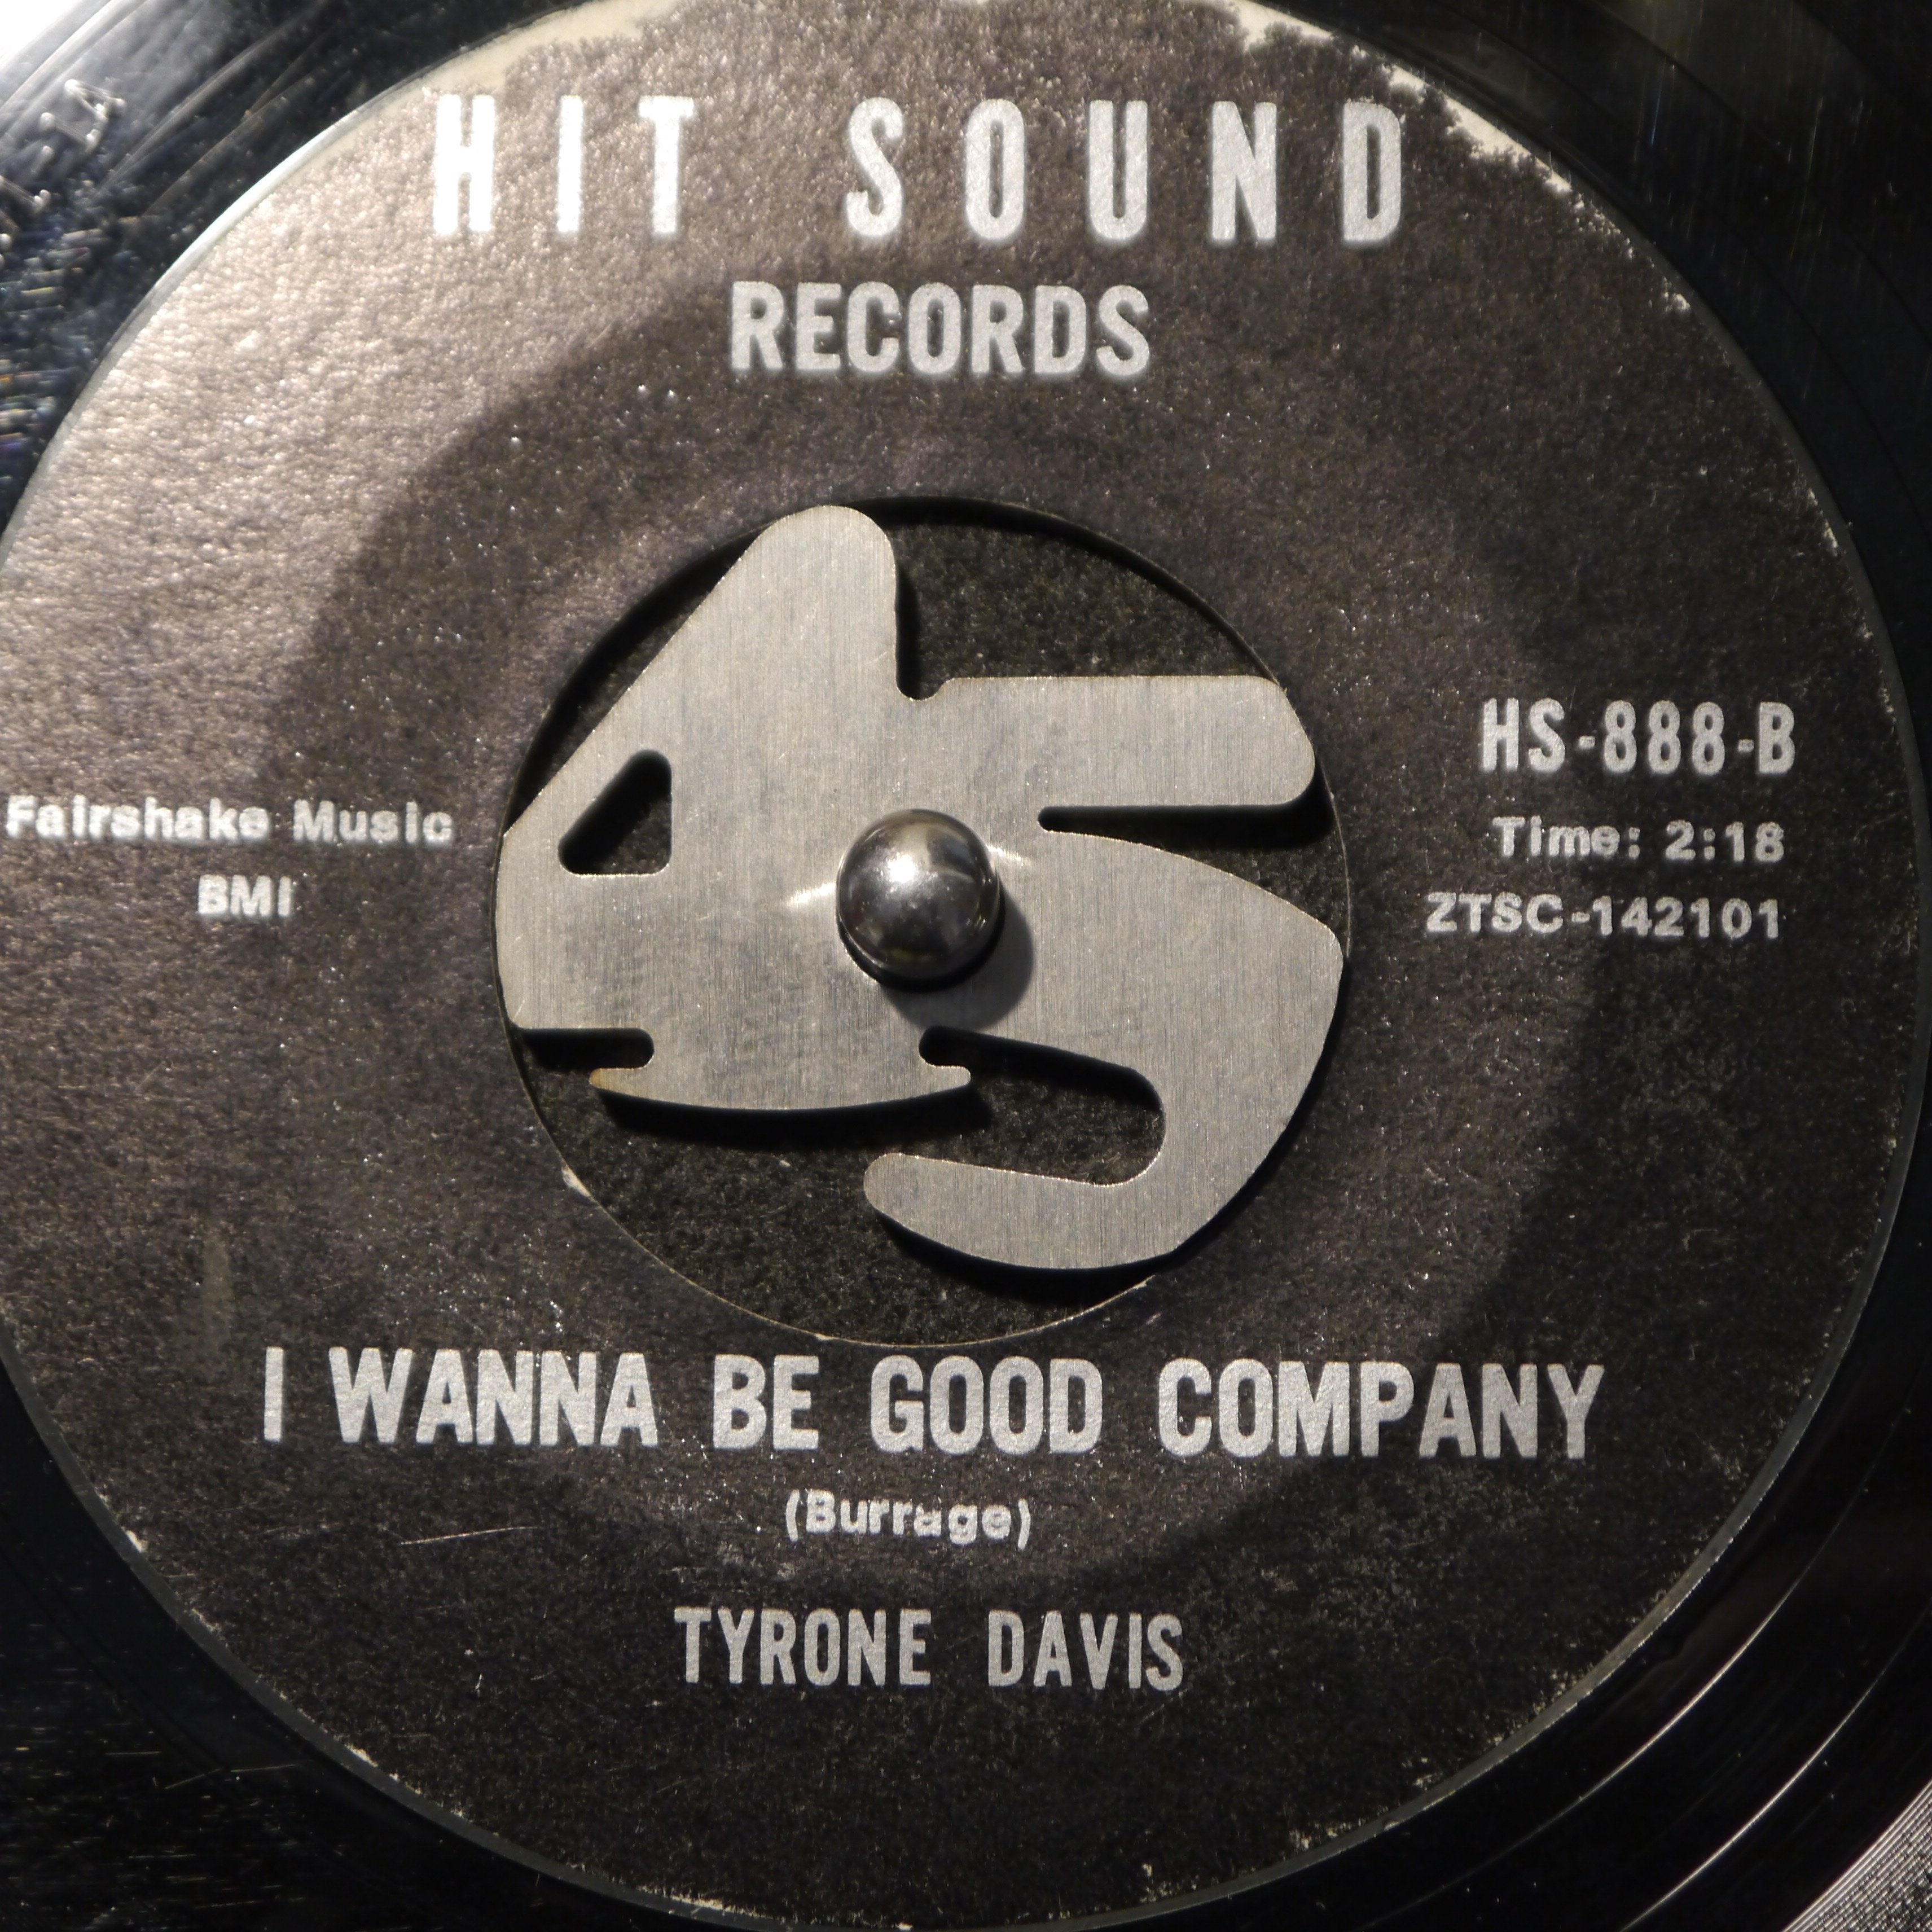 HIT SOUND
RECORDS
45
Fairshake Music
BMI
HS-888-B
Time: 2:18
ZTSC-142101
I WANNA BE GOOD COMPANY
(Burrage)
TYRONE DAVIS